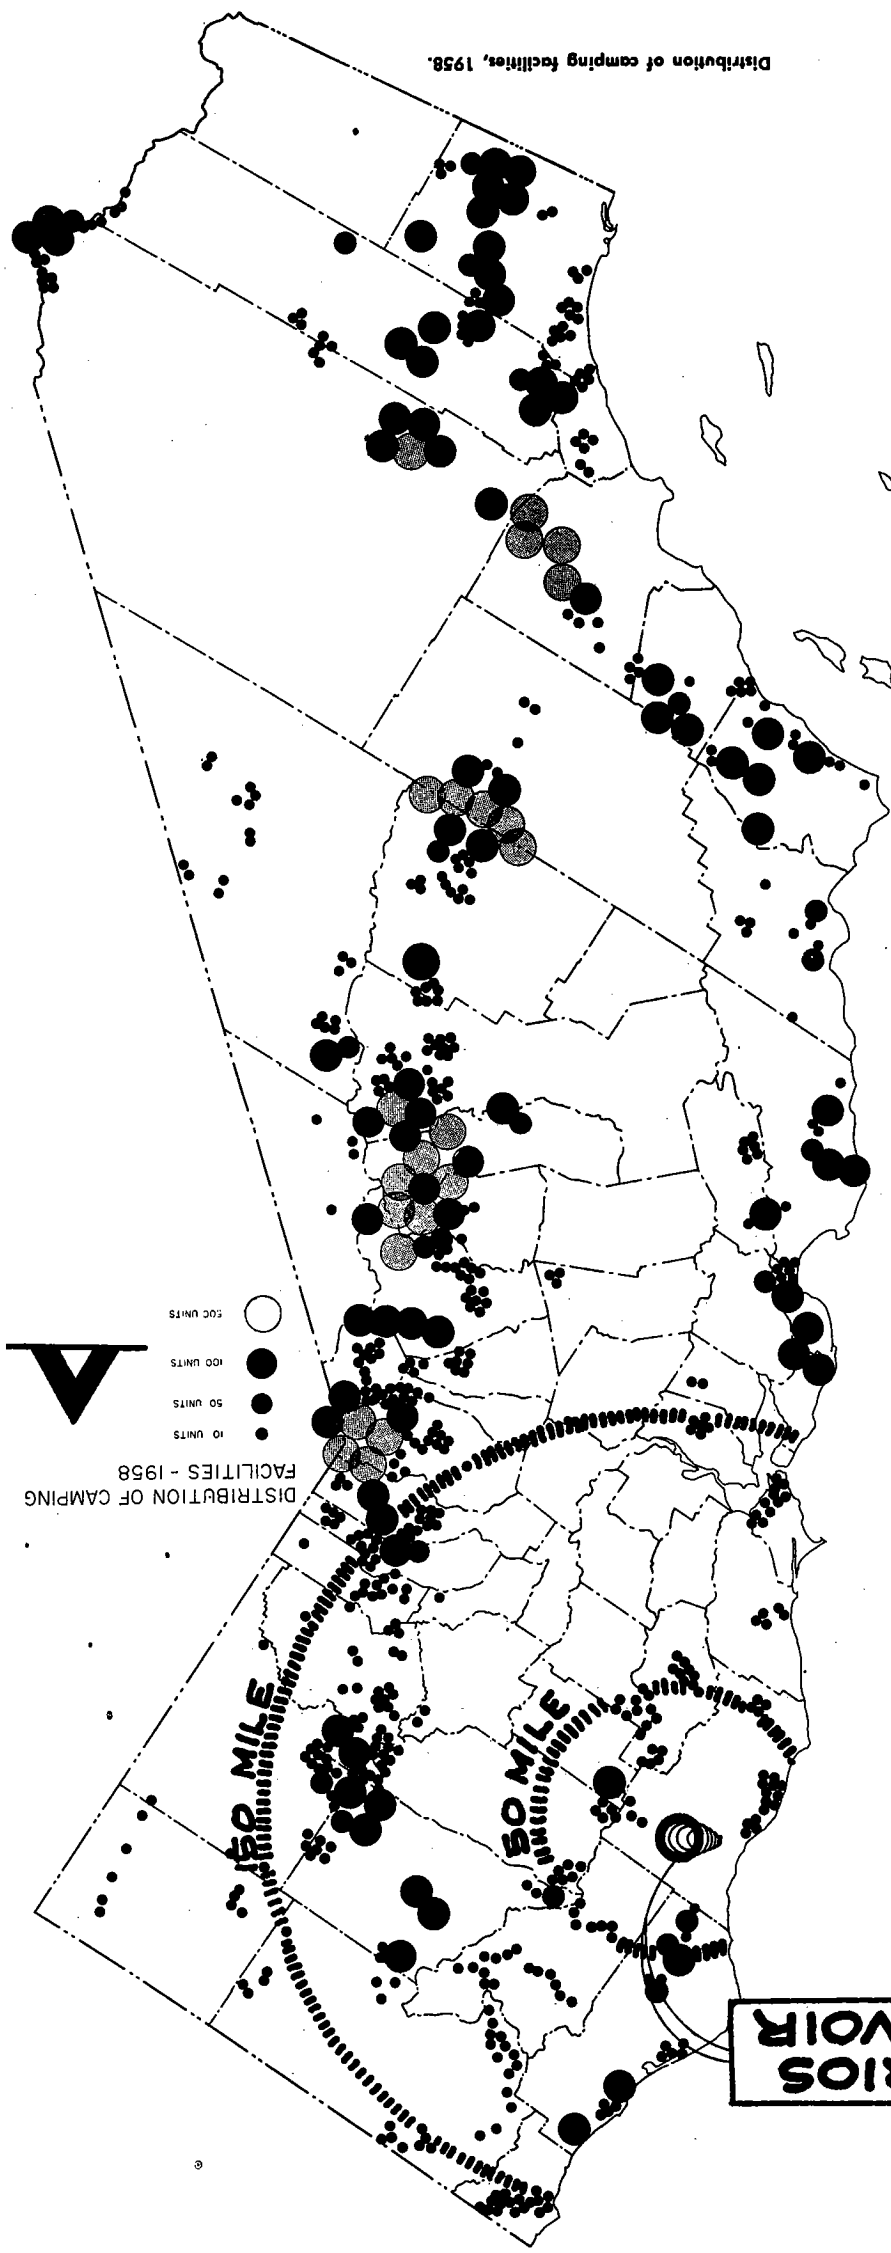 RIOS
VOIR
50 MILE
150 MILE
DISTRIBUTION OF CAMPING
FACILITIES - 1958
10 UNITS
50 UNITS
100 UNITS
500 UNITS
Distribution of camping facilities, 1958.